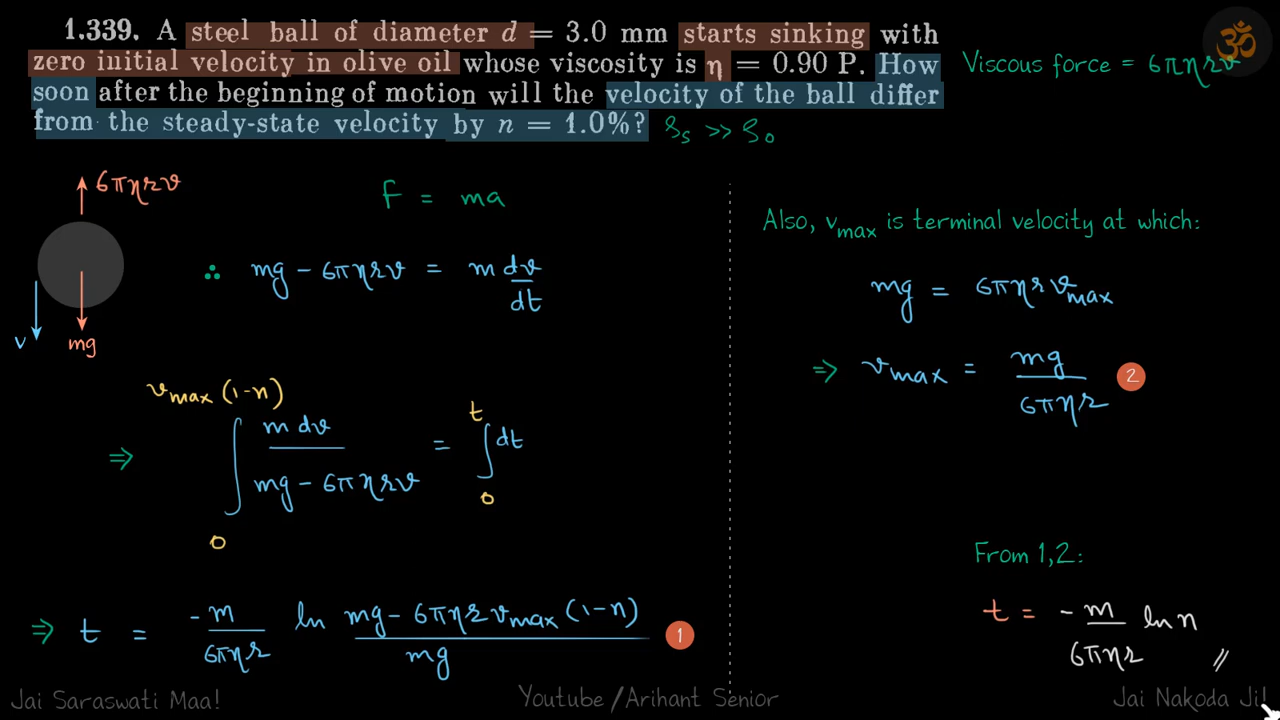 1.339. A steel ball of diameter d = 3.0 mm starts sinking with
zero initial velocity in olive oil whose viscosity is η = 0.90 P. How
soon after the beginning of motion will the velocity of the ball differ
from the steady-state velocity by n = 1.0%?
ρs >> ρ0
Viscous force = 6πηrv
ॐ
6πηrv
v
mg
F = ma
∴ mg - 6πηrv = m dv/dt
vmax (1-n)
⇒ ∫ m dv / mg - 6πηrv = ∫ dt
0
t
0
⇒ t = -m/6πηr ln mg - 6πηr vmax (1-n) / mg
1
Also, vmax is terminal velocity at which:
mg = 6πηr vmax
⇒ vmax = mg/6πηr
2
From 1,2:
t = -m/6πηr ln n //
Jai Saraswati Maa!
Youtube/Arihant Senior
Jai Nakoda Ji!